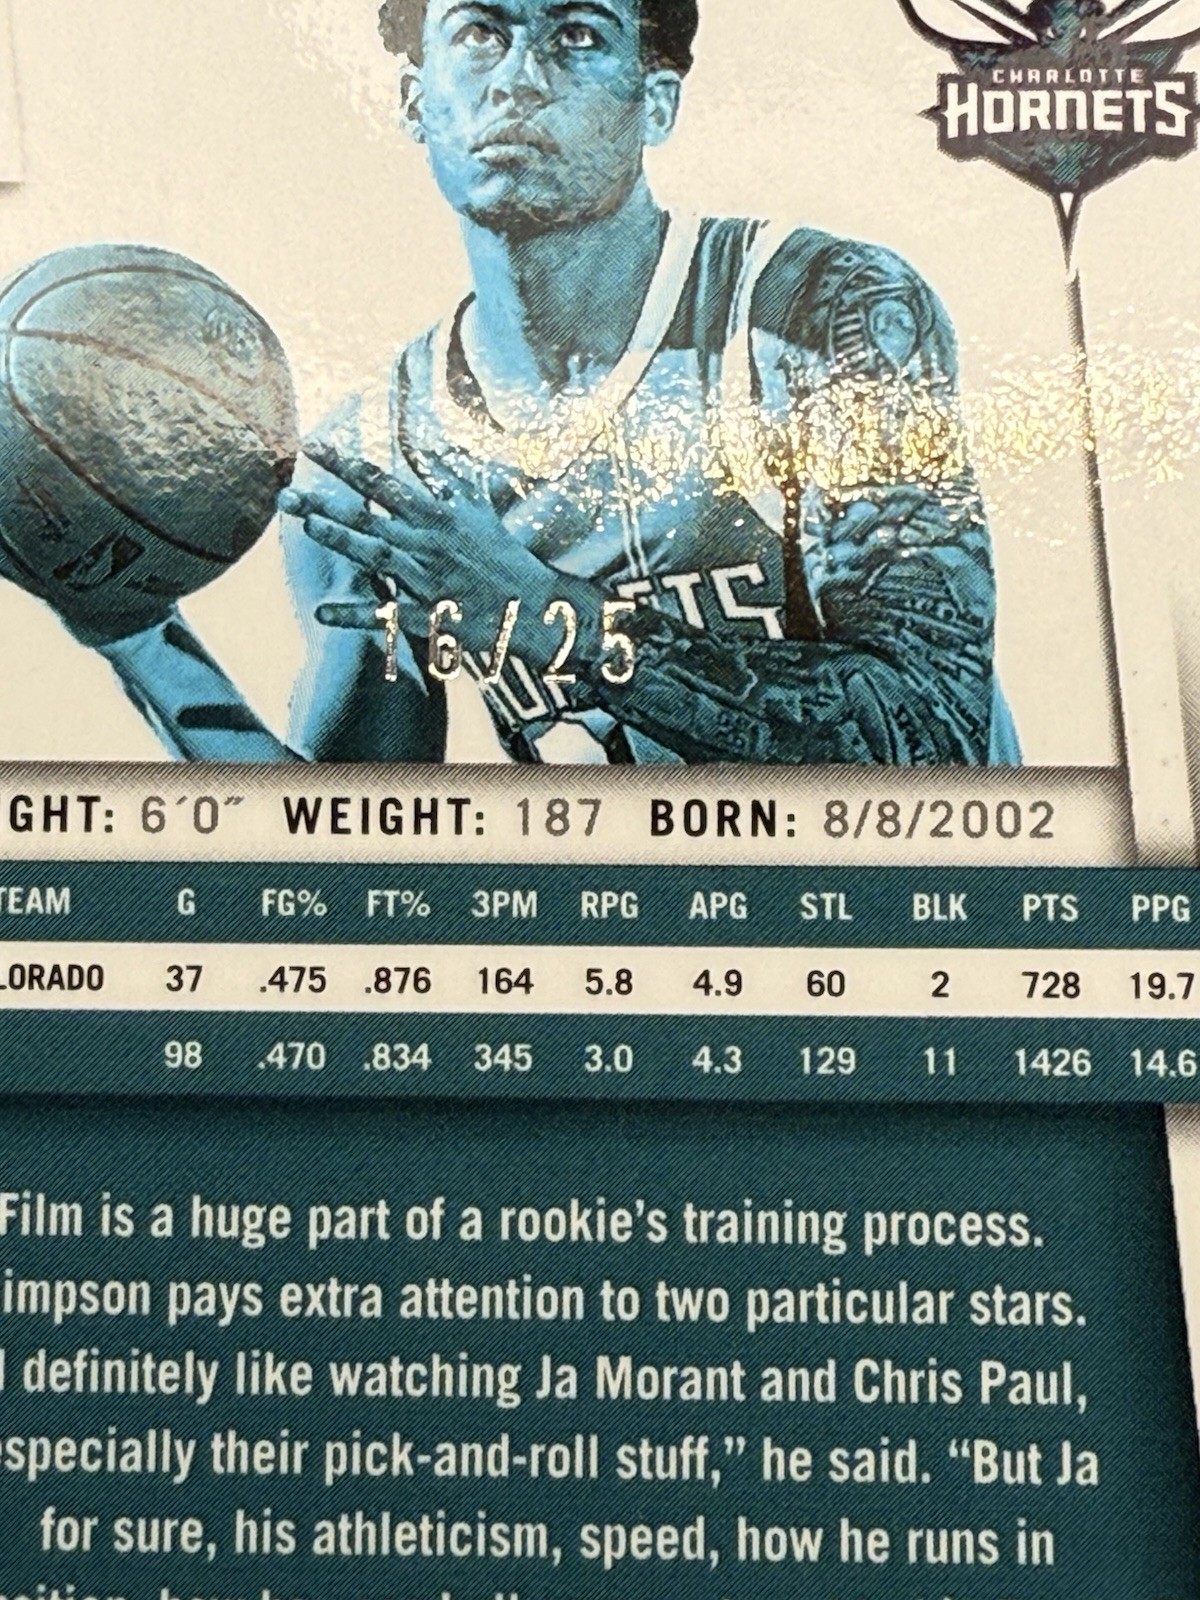 CHARLOTTE
HORNETS
16/25
GHT: 6'0" WEIGHT: 187 BORN: 8/8/2002
TEAM G FG% FT% 3PM RPG APG STL BLK PTS PPG
LORADO 37 .475 .876 164 5.8 4.9 60 2 728 19.7
98 .470 .834 345 3.0 4.3 129 11 1426 14.6
Film is a huge part of a rookie’s training process.
impson pays extra attention to two particular stars.
I definitely like watching Ja Morant and Chris Paul,
specially their pick-and-roll stuff,” he said. “But Ja
for sure, his athleticism, speed, how he runs in